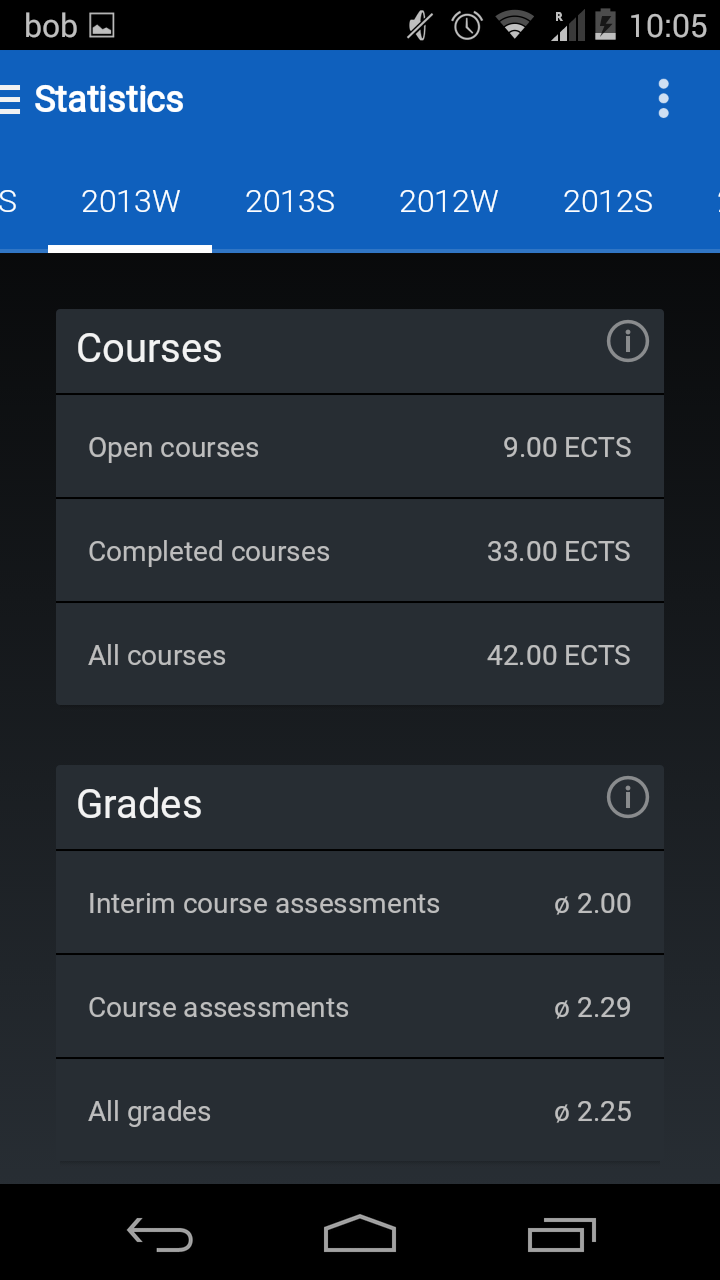 bob 10:05
Statistics
S 2013W 2013S 2012W 2012S
Courses
Open courses 9.00 ECTS
Completed courses 33.00 ECTS
All courses 42.00 ECTS
Grades
Interim course assessments ø 2.00
Course assessments ø 2.29
All grades ø 2.25